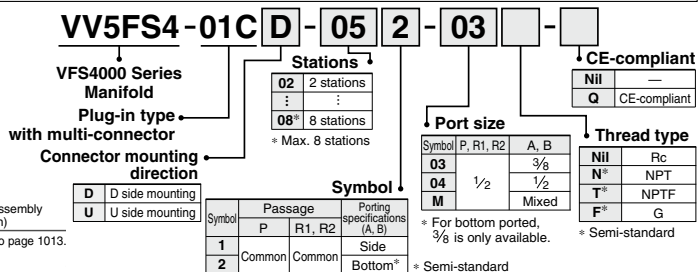 VV5FS4-01C D - 05 2 - 03 -
VFS4000 Series
Manifold
Plug-in type
with multi-connector
Connector mounting
direction
D D side mounting
U U side mounting
ssembly
n)
o page 1013.
Stations
02 2 stations
⋮ ⋮
08* 8 stations
* Max. 8 stations
Symbol
Symbol Passage Porting specifications (A, B)
P R1, R2
1 Common Common Side
2 Bottom*
* Semi-standard
Port size
Symbol P, R1, R2 A, B
03 1/2 3/8
04 1/2
M Mixed
* For bottom ported,
3/8 is only available.
CE-compliant
Nil —
Q CE-compliant
Thread type
Nil Rc
N* NPT
T* NPTF
F* G
* Semi-standard